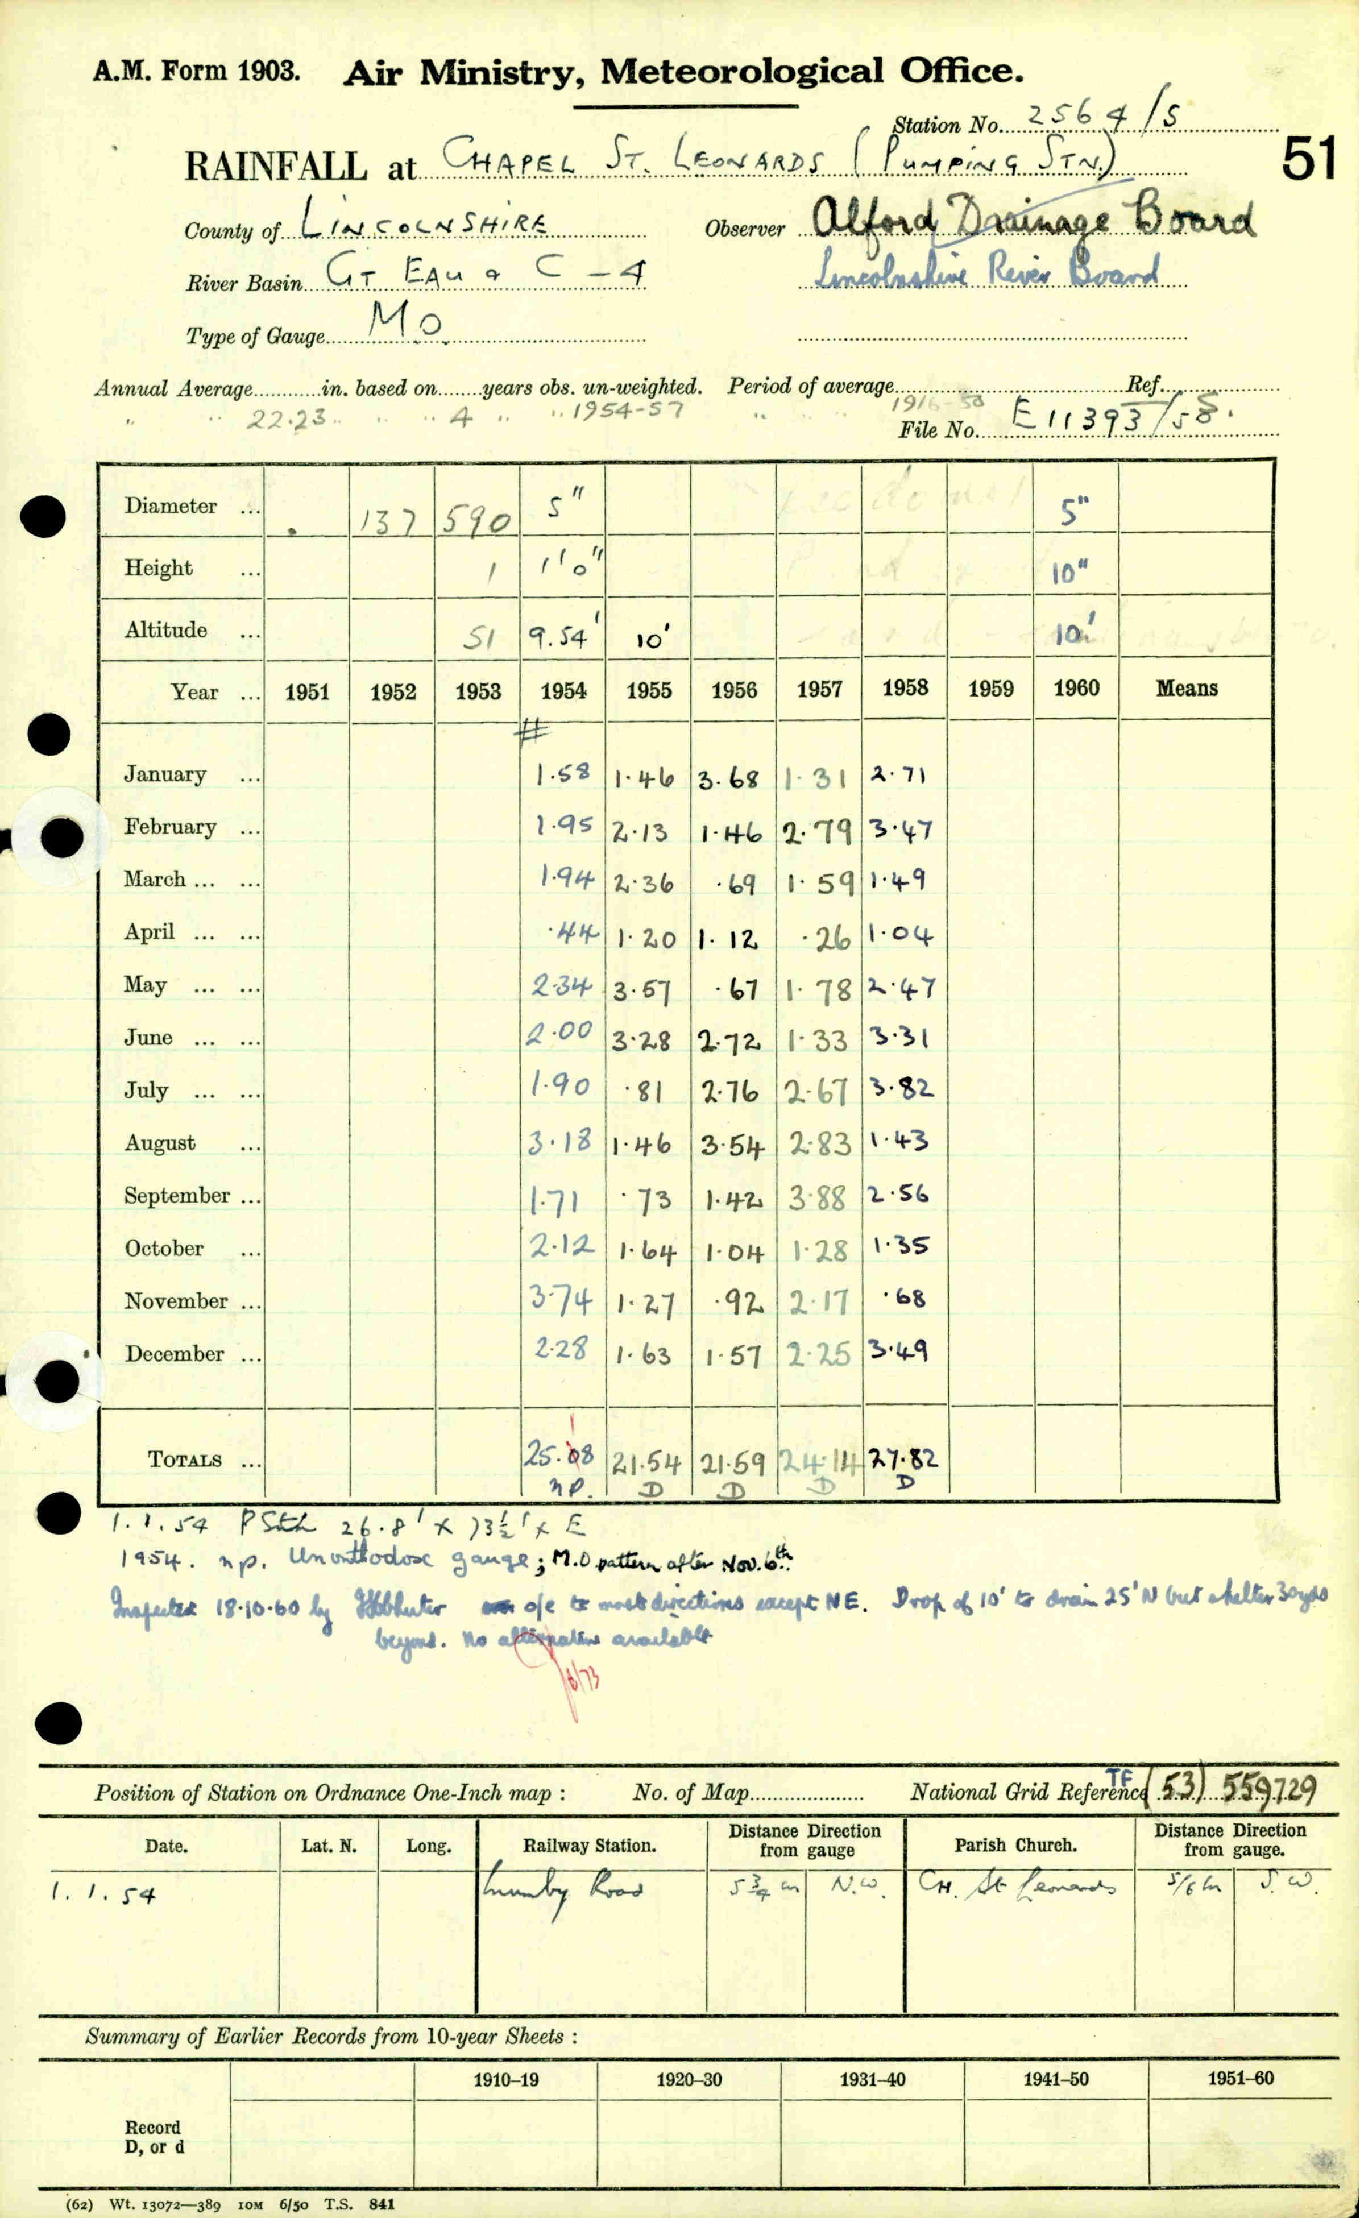 A.M. Form 1903. Air Ministry, Meteorological Office.
Station No. 2564/5
RAINFALL at CHAPEL ST. LEONARDS (PUMPING STN.) 51
County of LINCOLNSHIRE Observer Alford Drainage Board
River Basin GT EAU & C - 4 Lincolnshire River Board
Type of Gauge M.O.
Annual Average in. based on years obs. un-weighted. Period of average Ref.
" " 22.23 " " 4 " " 1954-57 " " " 1916-50
File No. E11393/58.
Diameter ... 137 590 5" 5"
Height ... 1 1'0" 10"
Altitude ... 51 9.54' 10' 10'
Year ... 1951 1952 1953 1954 1955 1956 1957 1958 1959 1960 Means
#
January ... 1.58 1.46 3.68 1.31 2.71
February ... 1.95 2.13 1.46 2.79 3.47
March ... ... 1.94 2.36 .69 1.59 1.49
April ... ... .44 1.20 1.12 .26 1.04
May ... ... 2.34 3.57 .67 1.78 2.47
June ... ... 2.00 3.28 2.72 1.33 3.31
July ... ... 1.90 .81 2.76 2.67 3.82
August ... 3.18 1.46 3.54 2.83 1.43
September ... 1.71 .73 1.42 3.88 2.56
October ... 2.12 1.64 1.04 1.28 1.35
November ... 3.74 1.27 .92 2.17 .68
December ... 2.28 1.63 1.57 2.25 3.49
TOTALS ... 25.08 21.54 21.59 24.14 27.82
np. D D D D
1.1.54 P Sth 26.8' x 73½' x E
1954. np. Unorthodox gauge; M.O pattern after Nov. 6th.
Inspected 18.10.60 by o/e to most directions except NE. Drop of 10' to drain 25' N but shelter 30yds
beyond. No alternative available
6/73
Position of Station on Ordnance One-Inch map : No. of Map National Grid Reference TF (53) 559729
Date. Lat. N. Long. Railway Station. Distance from gauge Direction Parish Church. Distance from gauge. Direction
1.1.54 Mumby Road 5¾ m N.W. CH. St Leonards 5/6 m S.W.
Summary of Earlier Records from 10-year Sheets :
1910–19 1920–30 1931–40 1941–50 1951–60
Record
D, or d
(62) Wt. 13072—389 10M 6/50 T.S. 841